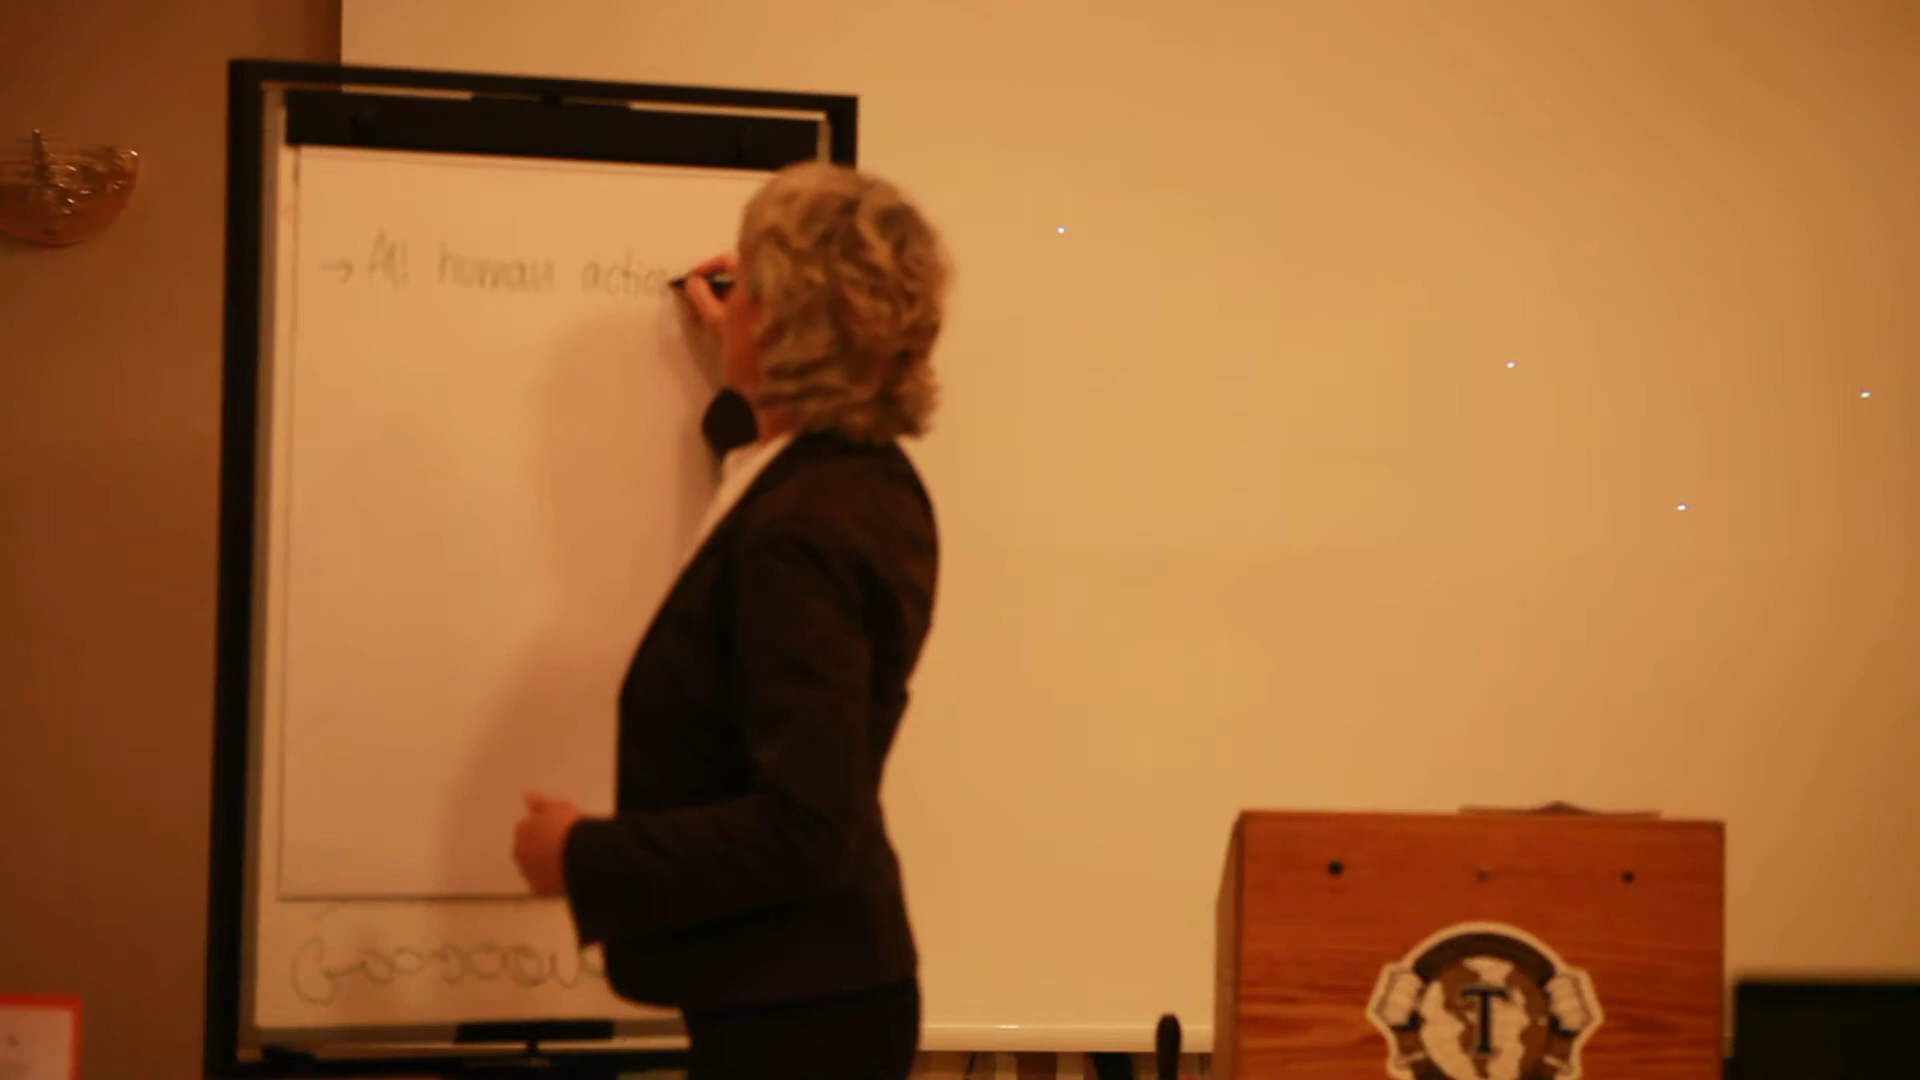 → All human action
T